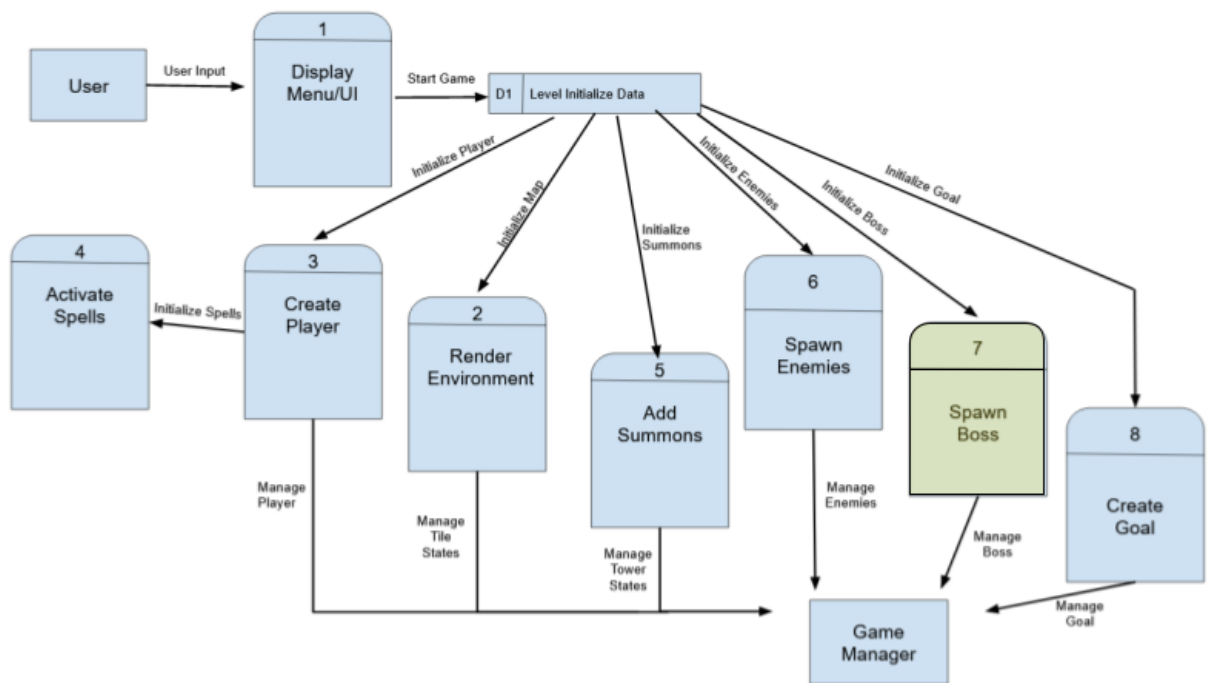 User
User Input
1
Display
Menu/UI
Start Game
D1
Level Initialize Data
Initialize Player
Initialize Map
Initialize
Summons
Initialize Enemies
Initialize Boss
Initialize Goal
4
Activate
Spells
Initialize Spells
3
Create
Player
2
Render
Environment
5
Add
Summons
6
Spawn
Enemies
7
Spawn
Boss
8
Create
Goal
Manage
Player
Manage
Tile
States
Manage
Tower
States
Manage
Enemies
Manage
Boss
Manage
Goal
Game
Manager